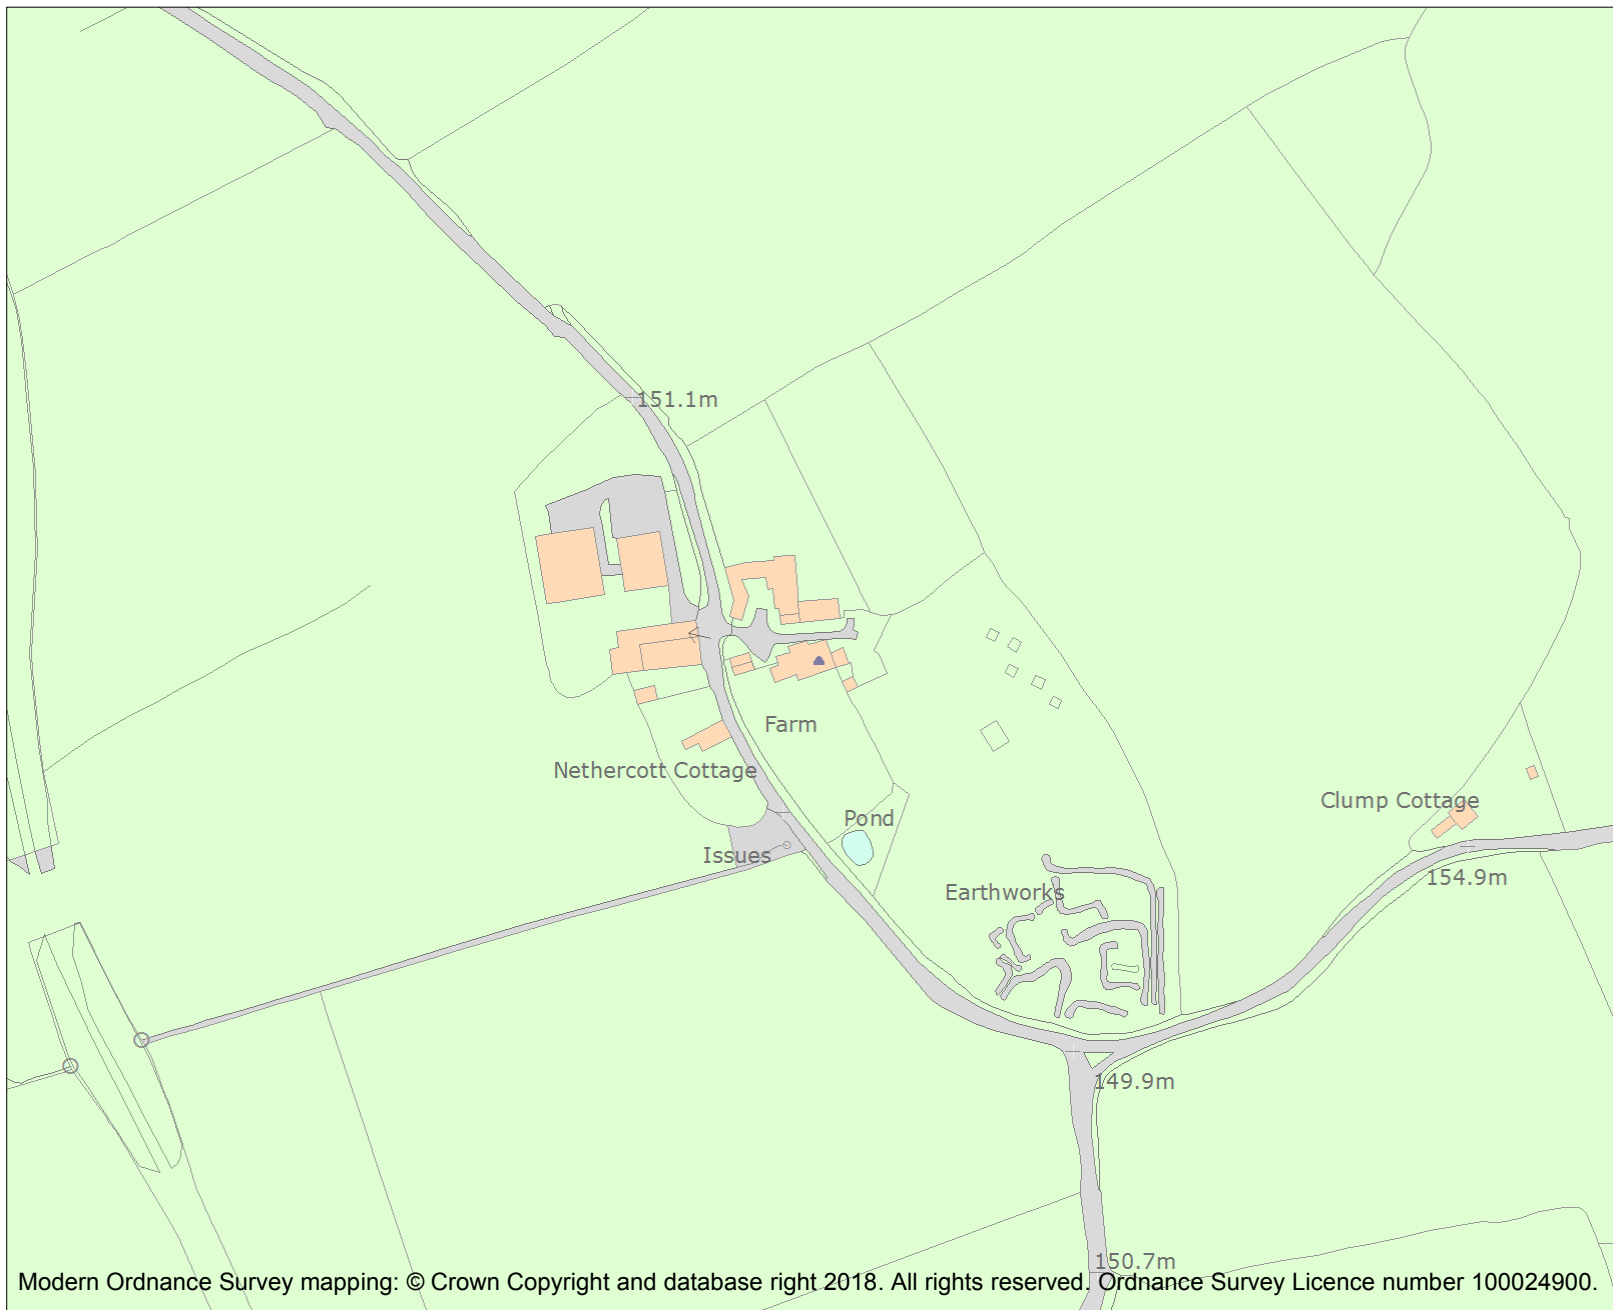 151.1m
Farm
Nethercott Cottage
Clump Cottage
Pond
Issues
154.9m
Earthworks
149.9m
150.7m
Modern Ordnance Survey mapping: © Crown Copyright and database right 2018. All rights reserved. Ordnance Survey Licence number 100024900.